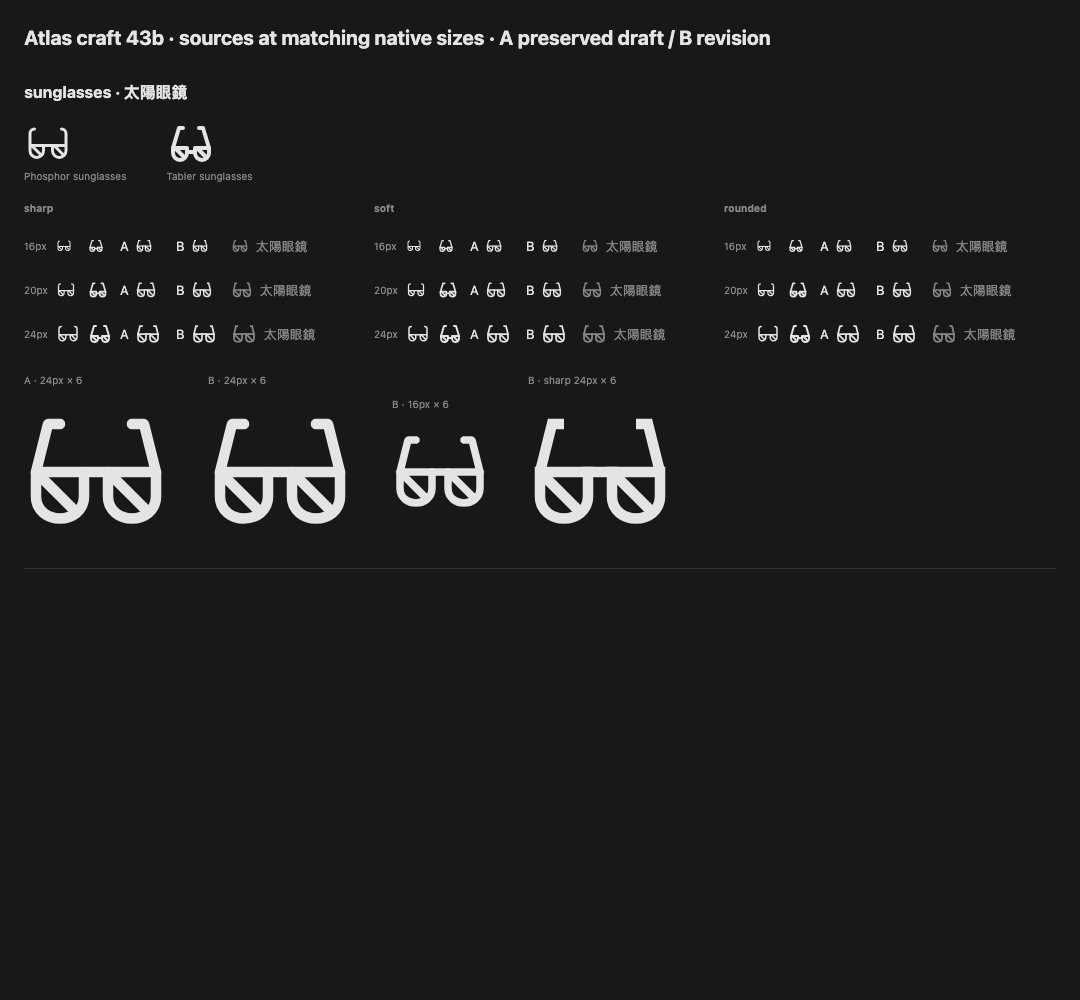 Atlas craft 43b · sources at matching native sizes · A preserved draft / B revision
sunglasses · 太陽眼鏡
Phosphor sunglasses
Tabler sunglasses
sharp
soft
rounded
16px A B 太陽眼鏡
16px A B 太陽眼鏡
16px A B 太陽眼鏡
20px A B 太陽眼鏡
20px A B 太陽眼鏡
20px A B 太陽眼鏡
24px A B 太陽眼鏡
24px A B 太陽眼鏡
24px A B 太陽眼鏡
A · 24px × 6
B · 24px × 6
B · 16px × 6
B · sharp 24px × 6